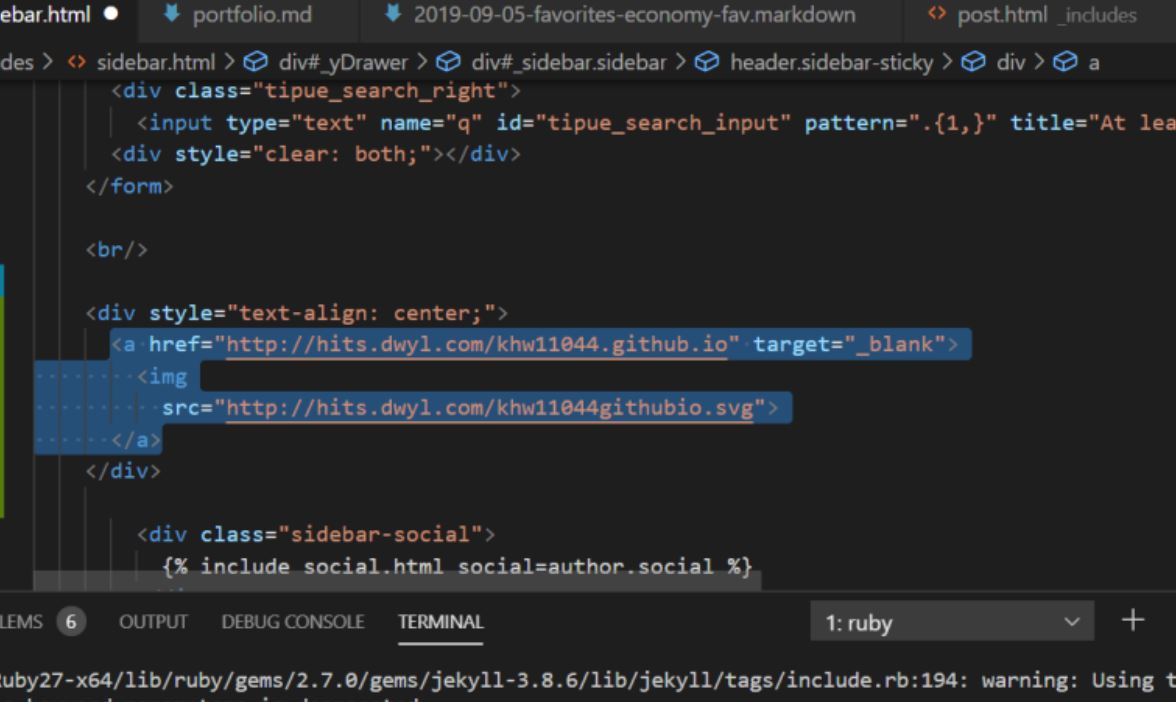 ebar.html ● portfolio.md 2019-09-05-favorites-economy-fav.markdown post.html _includes
des > sidebar.html > div#_yDrawer > div#_sidebar.sidebar > header.sidebar-sticky > div > a
<div class="tipue_search_right">
<input type="text" name="q" id="tipue_search_input" pattern=".{1,}" title="At lea
<div style="clear: both;"></div>
</form>
<br/>
<div style="text-align: center;">
<a href="http://hits.dwyl.com/khw11044.github.io" target="_blank">
<img
src="http://hits.dwyl.com/khw11044githubio.svg">
</a>
</div>
<div class="sidebar-social">
{% include social.html social=author.social %}
LEMS 6 OUTPUT DEBUG CONSOLE TERMINAL 1: ruby +
Ruby27-x64/lib/ruby/gems/2.7.0/gems/jekyll-3.8.6/lib/jekyll/tags/include.rb:194: warning: Using t